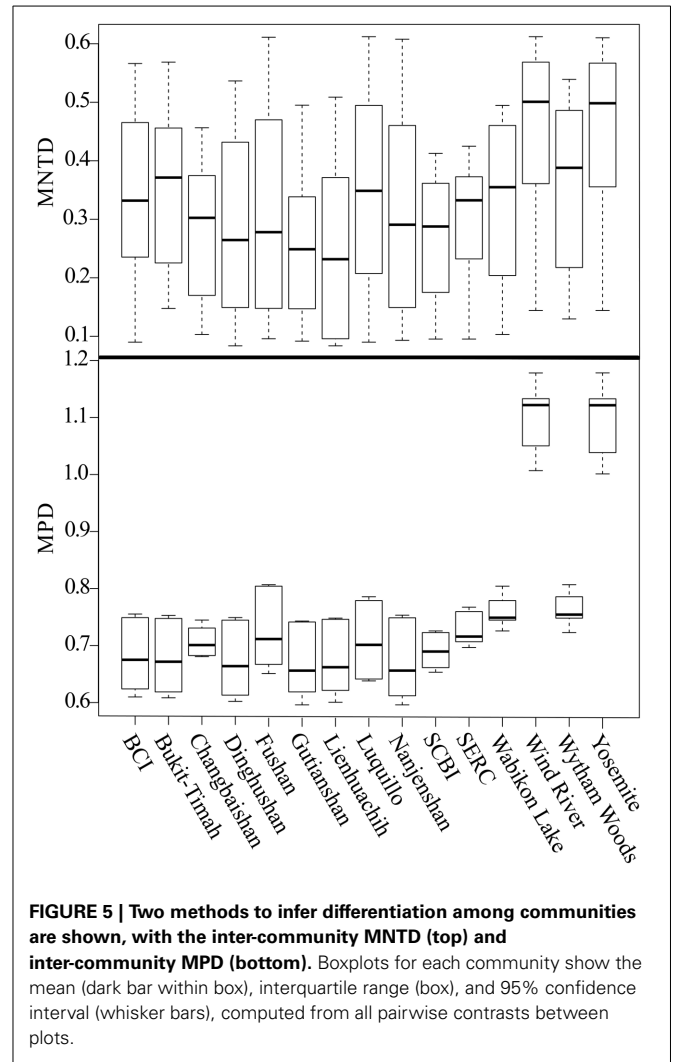 0.6
0.5
0.4
0.3
0.2
0.1
MNTD
1.2
1.1
1.0
0.9
0.8
0.7
0.6
MPD
BCI
Bukit-Timah
Changbaishan
Dinghushan
Fushan
Gutianshan
Lienhuachih
Luquillo
Nanjenshan
SCBI
SERC
Wabikon Lake
Wind River
Wytham Woods
Yosemite
FIGURE 5 | Two methods to infer differentiation among communities
are shown, with the inter-community MNTD (top) and
inter-community MPD (bottom). Boxplots for each community show the
mean (dark bar within box), interquartile range (box), and 95% confidence
interval (whisker bars), computed from all pairwise contrasts between
plots.